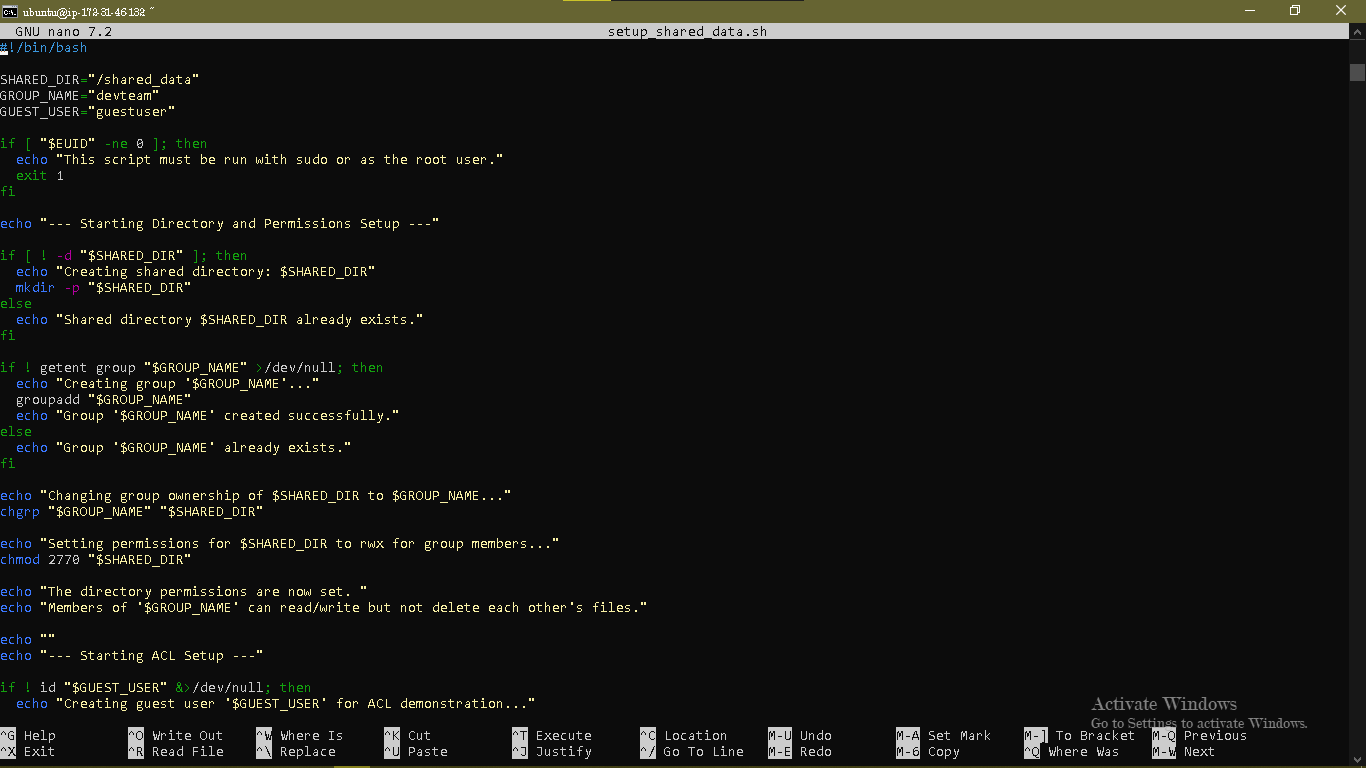 ubuntu@ip-172-31-46-132 ~
GNU nano 7.2 setup_shared_data.sh
#!/bin/bash
SHARED_DIR="/shared_data"
GROUP_NAME="devteam"
GUEST_USER="guestuser"
if [ "$EUID" -ne 0 ]; then
  echo "This script must be run with sudo or as the root user."
  exit 1
fi
echo "--- Starting Directory and Permissions Setup ---"
if [ ! -d "$SHARED_DIR" ]; then
  echo "Creating shared directory: $SHARED_DIR"
  mkdir -p "$SHARED_DIR"
else
  echo "Shared directory $SHARED_DIR already exists."
fi
if ! getent group "$GROUP_NAME" >/dev/null; then
  echo "Creating group '$GROUP_NAME'..."
  groupadd "$GROUP_NAME"
  echo "Group '$GROUP_NAME' created successfully."
else
  echo "Group '$GROUP_NAME' already exists."
fi
echo "Changing group ownership of $SHARED_DIR to $GROUP_NAME..."
chgrp "$GROUP_NAME" "$SHARED_DIR"
echo "Setting permissions for $SHARED_DIR to rwx for group members..."
chmod 2770 "$SHARED_DIR"
echo "The directory permissions are now set. "
echo "Members of '$GROUP_NAME' can read/write but not delete each other's files."
echo ""
echo "--- Starting ACL Setup ---"
if ! id "$GUEST_USER" &>/dev/null; then
  echo "Creating guest user '$GUEST_USER' for ACL demonstration..."
Activate Windows
Go to Settings to activate Windows.
^G Help ^O Write Out ^W Where Is ^K Cut ^T Execute ^C Location M-U Undo M-A Set Mark M-] To Bracket M-Q Previous
^X Exit ^R Read File ^\ Replace ^U Paste ^J Justify ^/ Go To Line M-E Redo M-6 Copy ^Q Where Was M-W Next